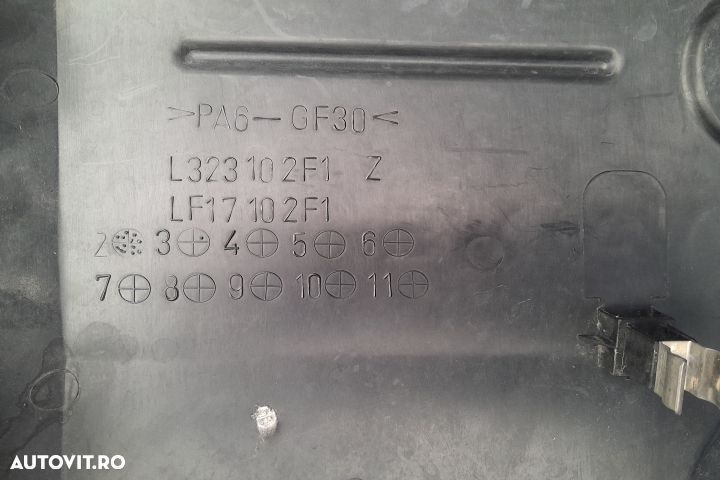 >PA6-GF30<
L323 10 2F1 Z
LF17 10 2F1
2 3 4 5 6
7 8 9 10 11
AUTOVIT.RO